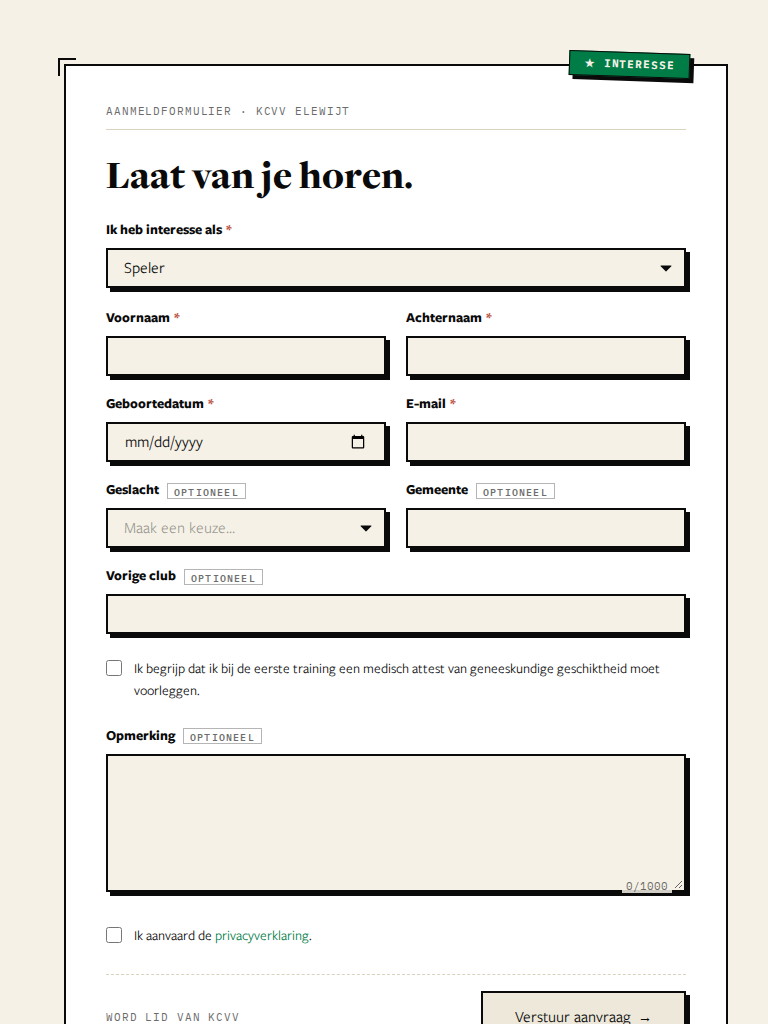 ★ INTERESSE
AANMELDFORMULIER · KCVV ELEWIJT
Laat van je horen.
Ik heb interesse als *
Speler
Voornaam *
Achternaam *
Geboortedatum *
E-mail *
mm/dd/yyyy
Geslacht OPTIONEEL
Gemeente OPTIONEEL
Maak een keuze...
Vorige club OPTIONEEL
Ik begrijp dat ik bij de eerste training een medisch attest van geneeskundige geschiktheid moet
voorleggen.
Opmerking OPTIONEEL
0/1000
Ik aanvaard de privacyverklaring.
WORD LID VAN KCVV
Verstuur aanvraag →